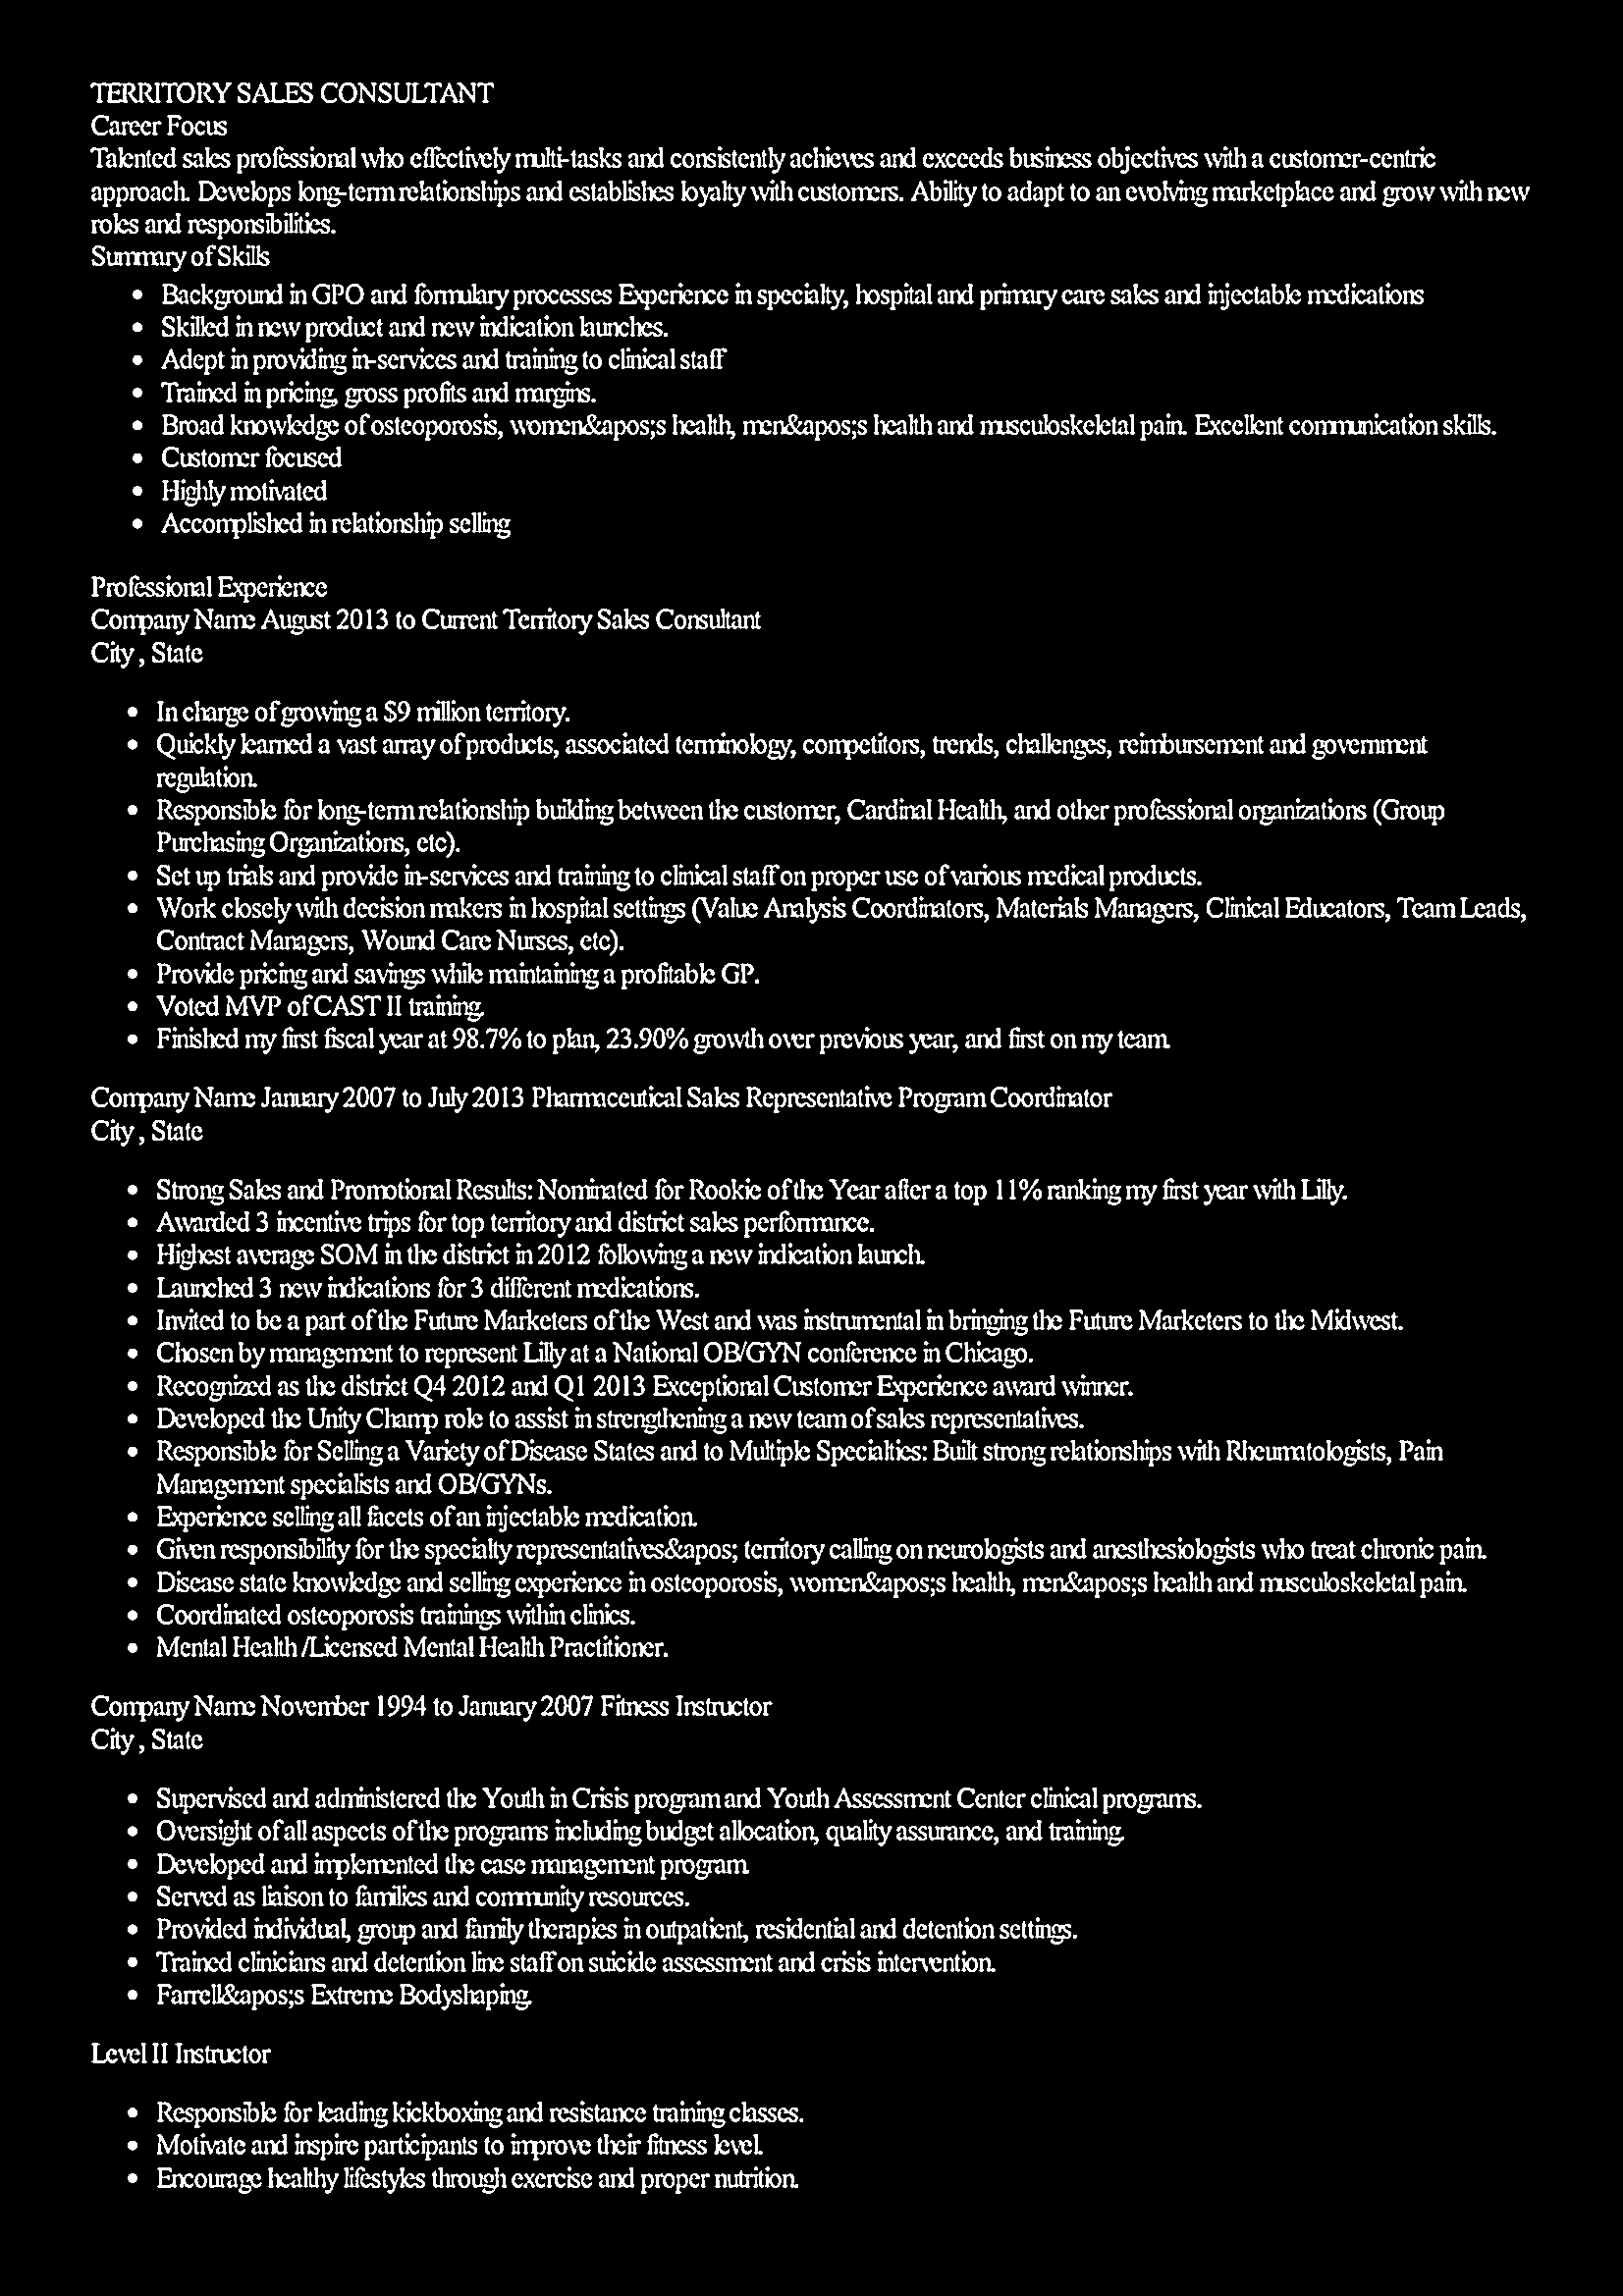 TERRITORY SALES CONSULTANT
Career Focus
Talented sales professional who effectively multi-tasks and consistently achieves and exceeds business objectives with a customer-centric
approach. Develops long-term relationships and establishes loyalty with customers. Ability to adapt to an evolving marketplace and grow with new
roles and responsibilities.
Summary of Skills
• Background in GPO and formulary processes Experience in specialty, hospital and primary care sales and injectable medications
• Skilled in new product and new indication launches.
• Adept in providing in-services and training to clinical staff
• Trained in pricing, gross profits and margins.
• Broad knowledge of osteoporosis, women&apos;s health, men&apos;s health and musculoskeletal pain. Excellent communication skills.
• Customer focused
• Highly motivated
• Accomplished in relationship selling
Professional Experience
Company Name August 2013 to Current Territory Sales Consultant
City , State
• In charge of growing a $9 million territory.
• Quickly learned a vast array of products, associated terminology, competitors, trends, challenges, reimbursement and government
regulation.
• Responsible for long-term relationship building between the customer, Cardinal Health, and other professional organizations (Group
Purchasing Organizations, etc).
• Set up trials and provide in-services and training to clinical staff on proper use of various medical products.
• Work closely with decision makers in hospital settings (Value Analysis Coordinators, Materials Managers, Clinical Educators, Team Leads,
Contract Managers, Wound Care Nurses, etc).
• Provide pricing and savings while maintaining a profitable GP.
• Voted MVP of CAST II training.
• Finished my first fiscal year at 98.7% to plan, 23.90% growth over previous year, and first on my team.
Company Name January 2007 to July 2013 Pharmaceutical Sales Representative Program Coordinator
City , State
• Strong Sales and Promotional Results: Nominated for Rookie of the Year after a top 11% ranking my first year with Lilly.
• Awarded 3 incentive trips for top territory and district sales performance.
• Highest average SOM in the district in 2012 following a new indication launch.
• Launched 3 new indications for 3 different medications.
• Invited to be a part of the Future Marketers of the West and was instrumental in bringing the Future Marketers to the Midwest.
• Chosen by management to represent Lilly at a National OB/GYN conference in Chicago.
• Recognized as the district Q4 2012 and Q1 2013 Exceptional Customer Experience award winner.
• Developed the Unity Champ role to assist in strengthening a new team of sales representatives.
• Responsible for Selling a Variety of Disease States and to Multiple Specialties: Built strong relationships with Rheumatologists, Pain
Management specialists and OB/GYNs.
• Experience selling all facets of an injectable medication.
• Given responsibility for the specialty representatives&apos; territory calling on neurologists and anesthesiologists who treat chronic pain.
• Disease state knowledge and selling experience in osteoporosis, women&apos;s health, men&apos;s health and musculoskeletal pain.
• Coordinated osteoporosis trainings within clinics.
• Mental Health /Licensed Mental Health Practitioner.
Company Name November 1994 to January 2007 Fitness Instructor
City , State
• Supervised and administered the Youth in Crisis program and Youth Assessment Center clinical programs.
• Oversight of all aspects of the programs including budget allocation, quality assurance, and training.
• Developed and implemented the case management program.
• Served as liaison to families and community resources.
• Provided individual, group and family therapies in outpatient, residential and detention settings.
• Trained clinicians and detention line staff on suicide assessment and crisis intervention.
• Farrell&apos;s Extreme Bodyshaping.
Level II Instructor
• Responsible for leading kickboxing and resistance training classes.
• Motivate and inspire participants to improve their fitness level.
• Encourage healthy lifestyles through exercise and proper nutrition.